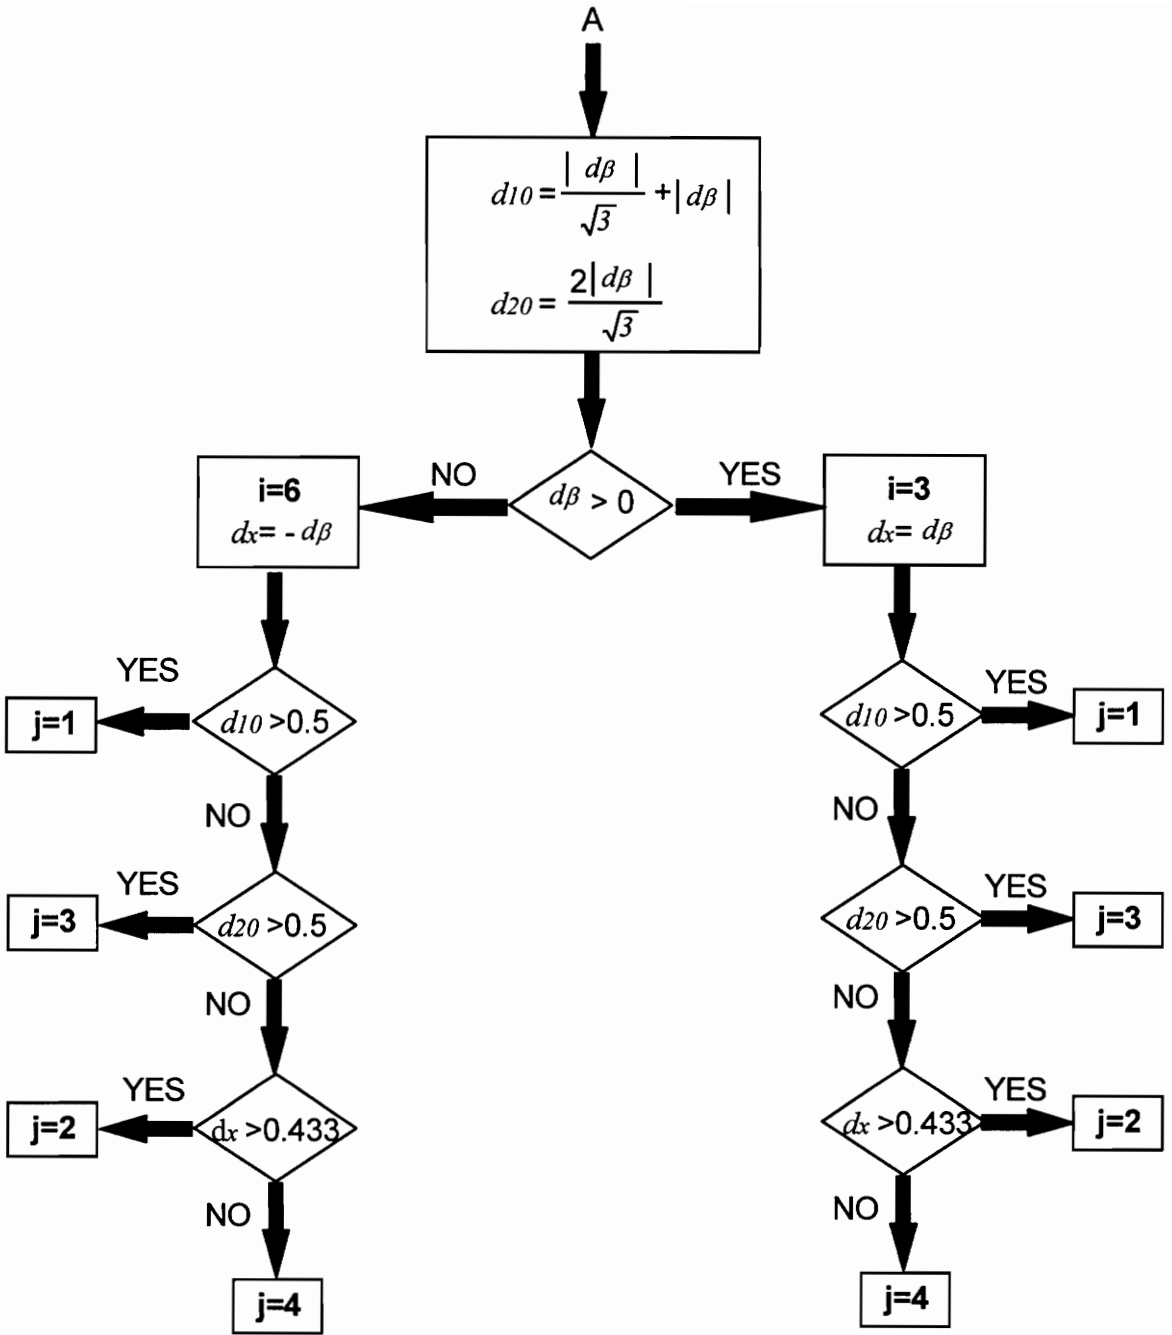 A
d10 = | dβ | / √3 + | dβ |
d20 = 2 | dβ | / √3
NO
dβ > 0
YES
i=6
dx= - dβ
i=3
dx= dβ
YES
j=1
d10 >0.5
NO
d10 >0.5
YES
j=1
NO
YES
j=3
d20 >0.5
NO
d20 >0.5
YES
j=3
NO
YES
j=2
dx >0.433
NO
j=4
dx >0.433
YES
j=2
NO
j=4